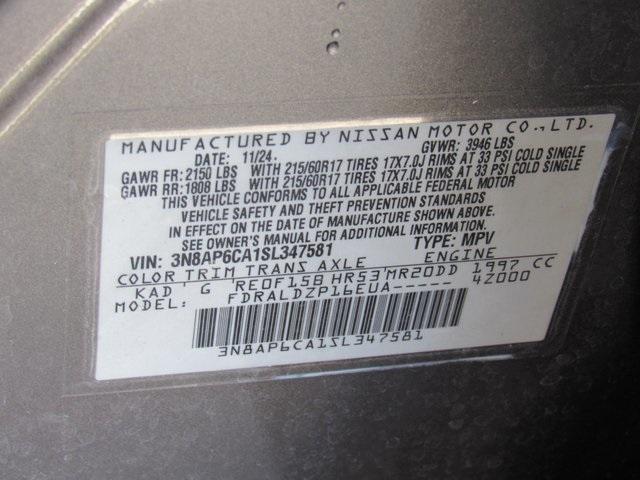 MANUFACTURED BY NISSAN MOTOR CO., LTD.
DATE: 11/24 GVWR: 3946 LBS
GAWR FR: 2150 LBS WITH 215/60R17 TIRES 17X7.0J RIMS AT 33 PSI COLD SINGLE
GAWR RR: 1808 LBS WITH 215/60R17 TIRES 17X7.0J RIMS AT 33 PSI COLD SINGLE
THIS VEHICLE CONFORMS TO ALL APPLICABLE FEDERAL MOTOR
VEHICLE SAFETY AND THEFT PREVENTION STANDARDS
IN EFFECT ON THE DATE OF MANUFACTURE SHOWN ABOVE.
SEE OWNER'S MANUAL FOR ADDITIONAL INFORMATION.
VIN: 3N8AP6CA1SL347581 TYPE: MPV
COLOR TRIM TRANS AXLE ENGINE
KAD G RE0F15B HR53 MR20DD 1997 CC
MODEL: FDRALDZP16EUA----- 4Z000
3N8AP6CA1SL347581